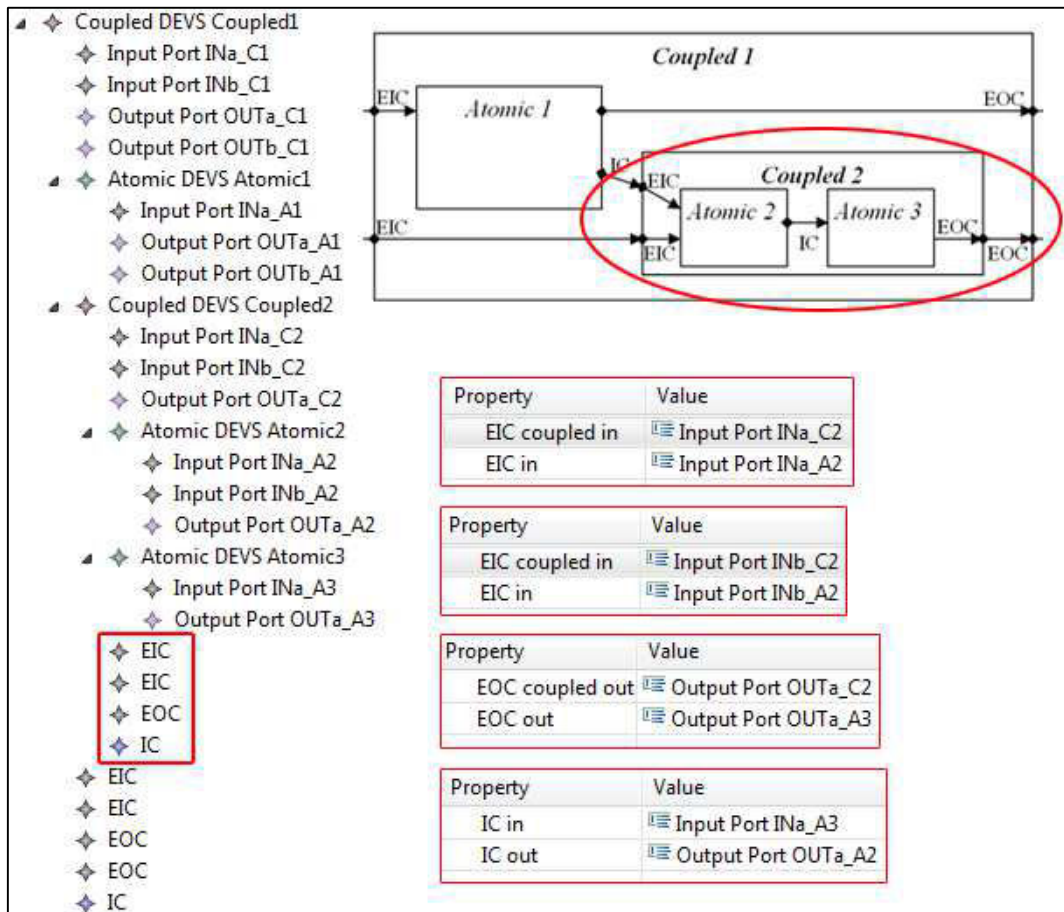 Coupled DEVS Coupled1
Input Port INa_C1
Input Port INb_C1
Output Port OUTa_C1
Output Port OUTb_C1
Atomic DEVS Atomic1
Input Port INa_A1
Output Port OUTa_A1
Output Port OUTb_A1
Coupled DEVS Coupled2
Input Port INa_C2
Input Port INb_C2
Output Port OUTa_C2
Atomic DEVS Atomic2
Input Port INa_A2
Input Port INb_A2
Output Port OUTa_A2
Atomic DEVS Atomic3
Input Port INa_A3
Output Port OUTa_A3
EIC
EIC
EOC
IC
EIC
EIC
EOC
EOC
IC
Coupled 1
EIC
Atomic 1
EOC
IC
EIC
Coupled 2
Atomic 2
Atomic 3
EIC
EIC
IC
EOC
EOC
Property Value
EIC coupled in Input Port INa_C2
EIC in Input Port INa_A2
Property Value
EIC coupled in Input Port INb_C2
EIC in Input Port INb_A2
Property Value
EOC coupled out Output Port OUTa_C2
EOC out Output Port OUTa_A3
Property Value
IC in Input Port INa_A3
IC out Output Port OUTa_A2